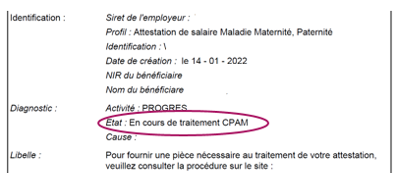 Identification : Siret de l'employeur :
Profil : Attestation de salaire Maladie Maternité, Paternité
Identification : \
Date de création : le 14 - 01 - 2022
NIR du bénéficiaire
Nom du bénéficiaire
Diagnostic : Activité : PROGRES
Etat : En cours de traitement CPAM
Cause :
Libelle : Pour fournir une pièce nécessaire au traitement de votre attestation,
veuillez consulter la procédure sur le site :